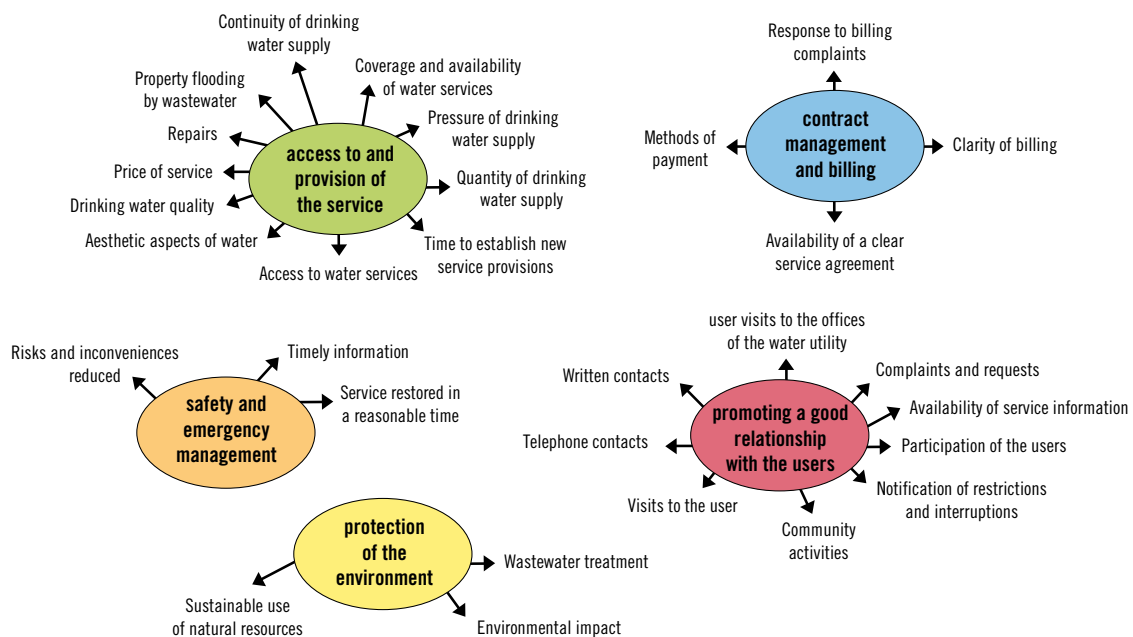 Continuity of drinking
water supply
Property flooding
by wastewater
Coverage and availability
of water services
Repairs
Pressure of drinking
water supply
Price of service
access to and
provision of
the service
Quantity of drinking
water supply
Drinking water quality
Aesthetic aspects of water
Time to establish new
service provisions
Access to water services
Response to billing
complaints
Methods of
payment
contract
management
and billing
Clarity of billing
Availability of a clear
service agreement
Risks and inconveniences
reduced
Timely information
Service restored in
a reasonable time
safety and
emergency
management
user visits to the offices
of the water utility
Written contacts
Complaints and requests
Availability of service information
promoting a good
relationship
with the users
Telephone contacts
Participation of the users
Visits to the user
Notification of restrictions
and interruptions
Community
activities
protection
of the
environment
Wastewater treatment
Sustainable use
of natural resources
Environmental impact